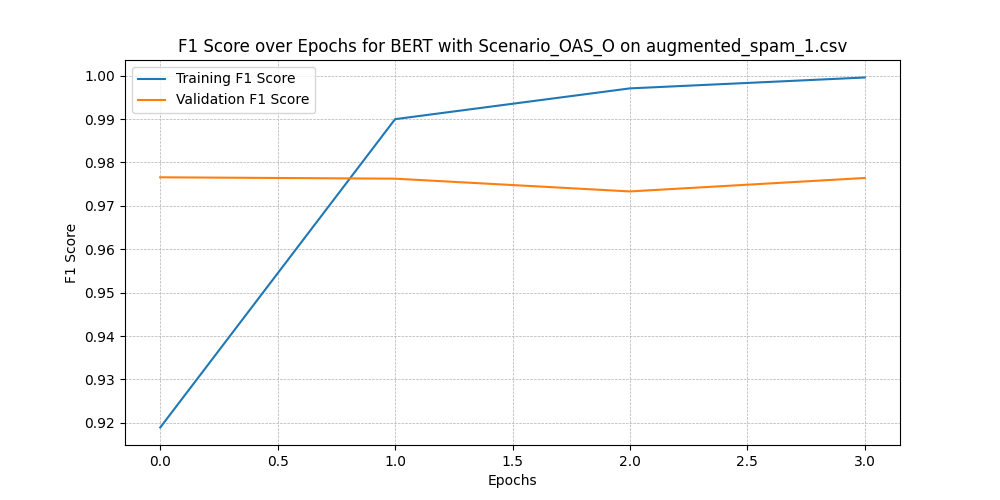 F1 Score over Epochs for BERT with Scenario_OAS_O on augmented_spam_1.csv
Training F1 Score
Validation F1 Score
1.00
0.99
0.98
0.97
0.96
0.95
0.94
0.93
0.92
F1 Score
0.0 0.5 1.0 1.5 2.0 2.5 3.0
Epochs